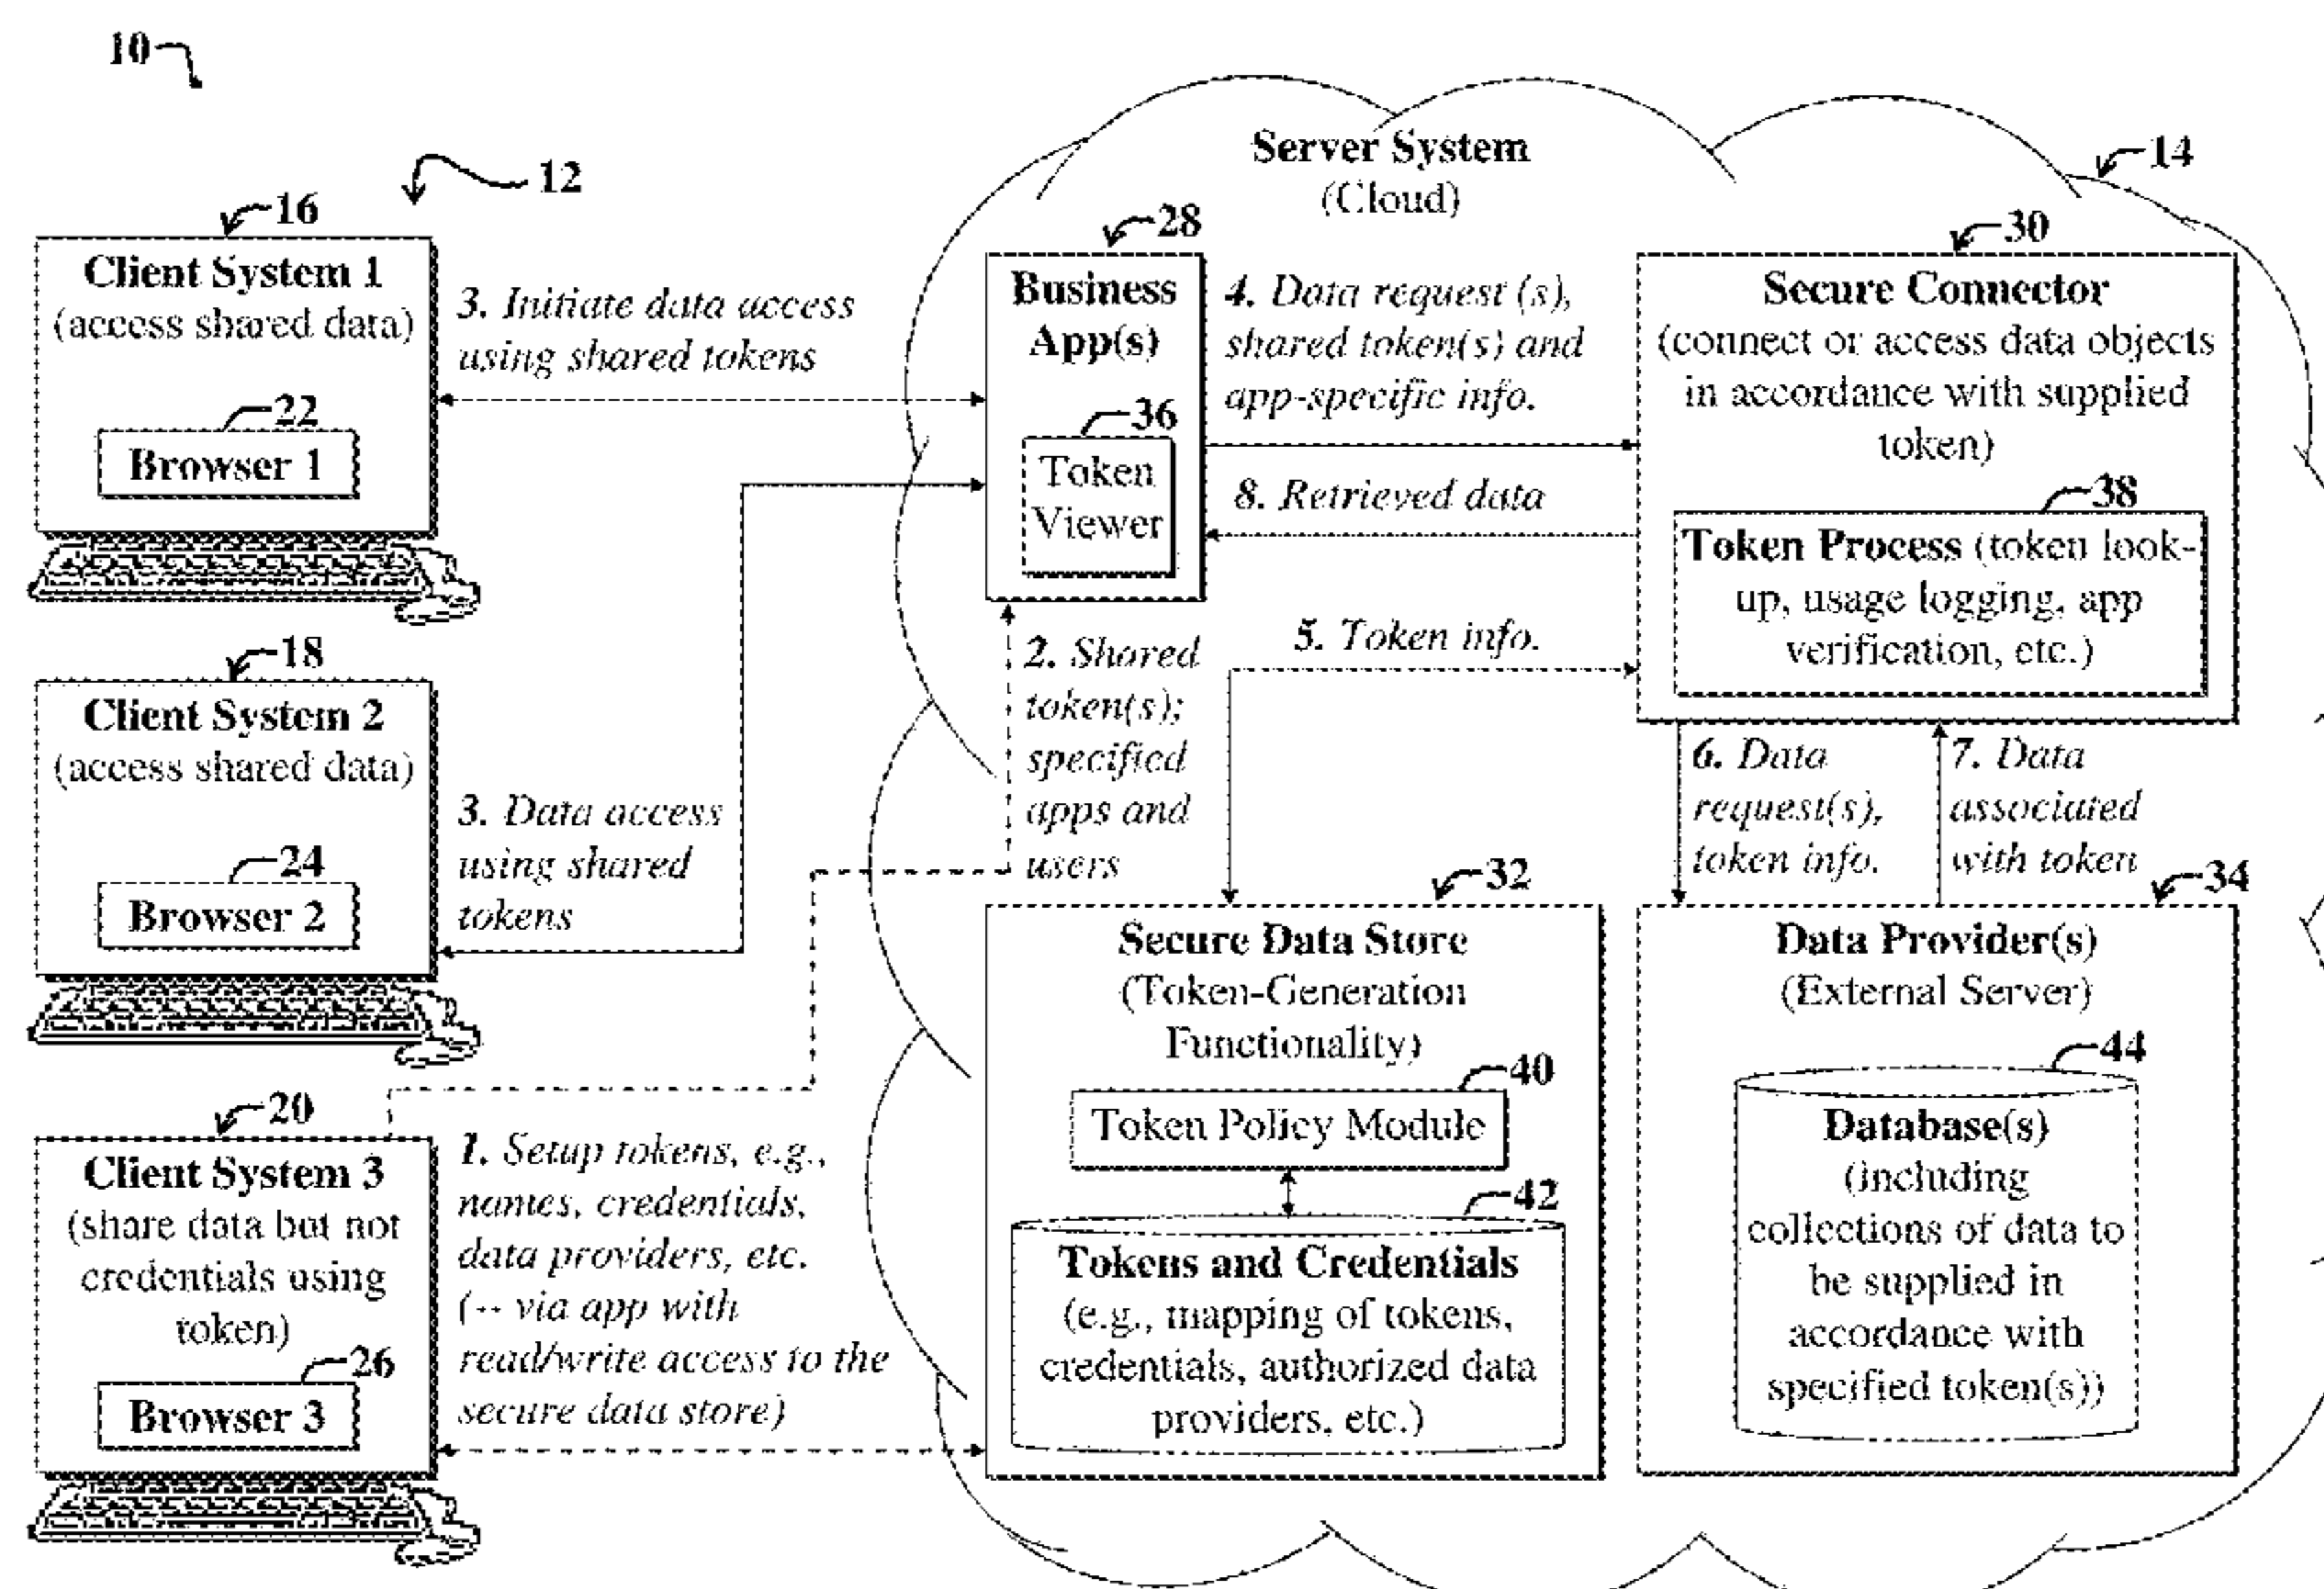 10
12
16
Client System 1
(access shared data)
22
Browser 1
3. Initiate data access
using shared tokens
18
Client System 2
(access shared data)
24
Browser 2
3. Data access
using shared
tokens
20
Client System 3
(share data but not
credentials using
token)
26
Browser 3
1. Setup tokens, e.g.,
names, credentials,
data providers, etc.
(-- via app with
read/write access to the
secure data store)
Server System
(Cloud)
14
28
Business
App(s)
36
Token
Viewer
4. Data request (s),
shared token(s) and
app-specific info.
8. Retrieved data
30
Secure Connector
(connect or access data objects
in accordance with supplied
token)
38
Token Process (token look-
up, usage logging, app
verification, etc.)
2. Shared
token(s);
specified
apps and
users
5. Token info.
6. Data
request(s),
token info.
7. Data
associated
with token
32
Secure Data Store
(Token-Generation
Functionality)
40
Token Policy Module
42
Tokens and Credentials
(e.g., mapping of tokens,
credentials, authorized data
providers, etc.)
34
Data Provider(s)
(External Server)
44
Database(s)
(including
collections of data to
be supplied in
accordance with
specified token(s))